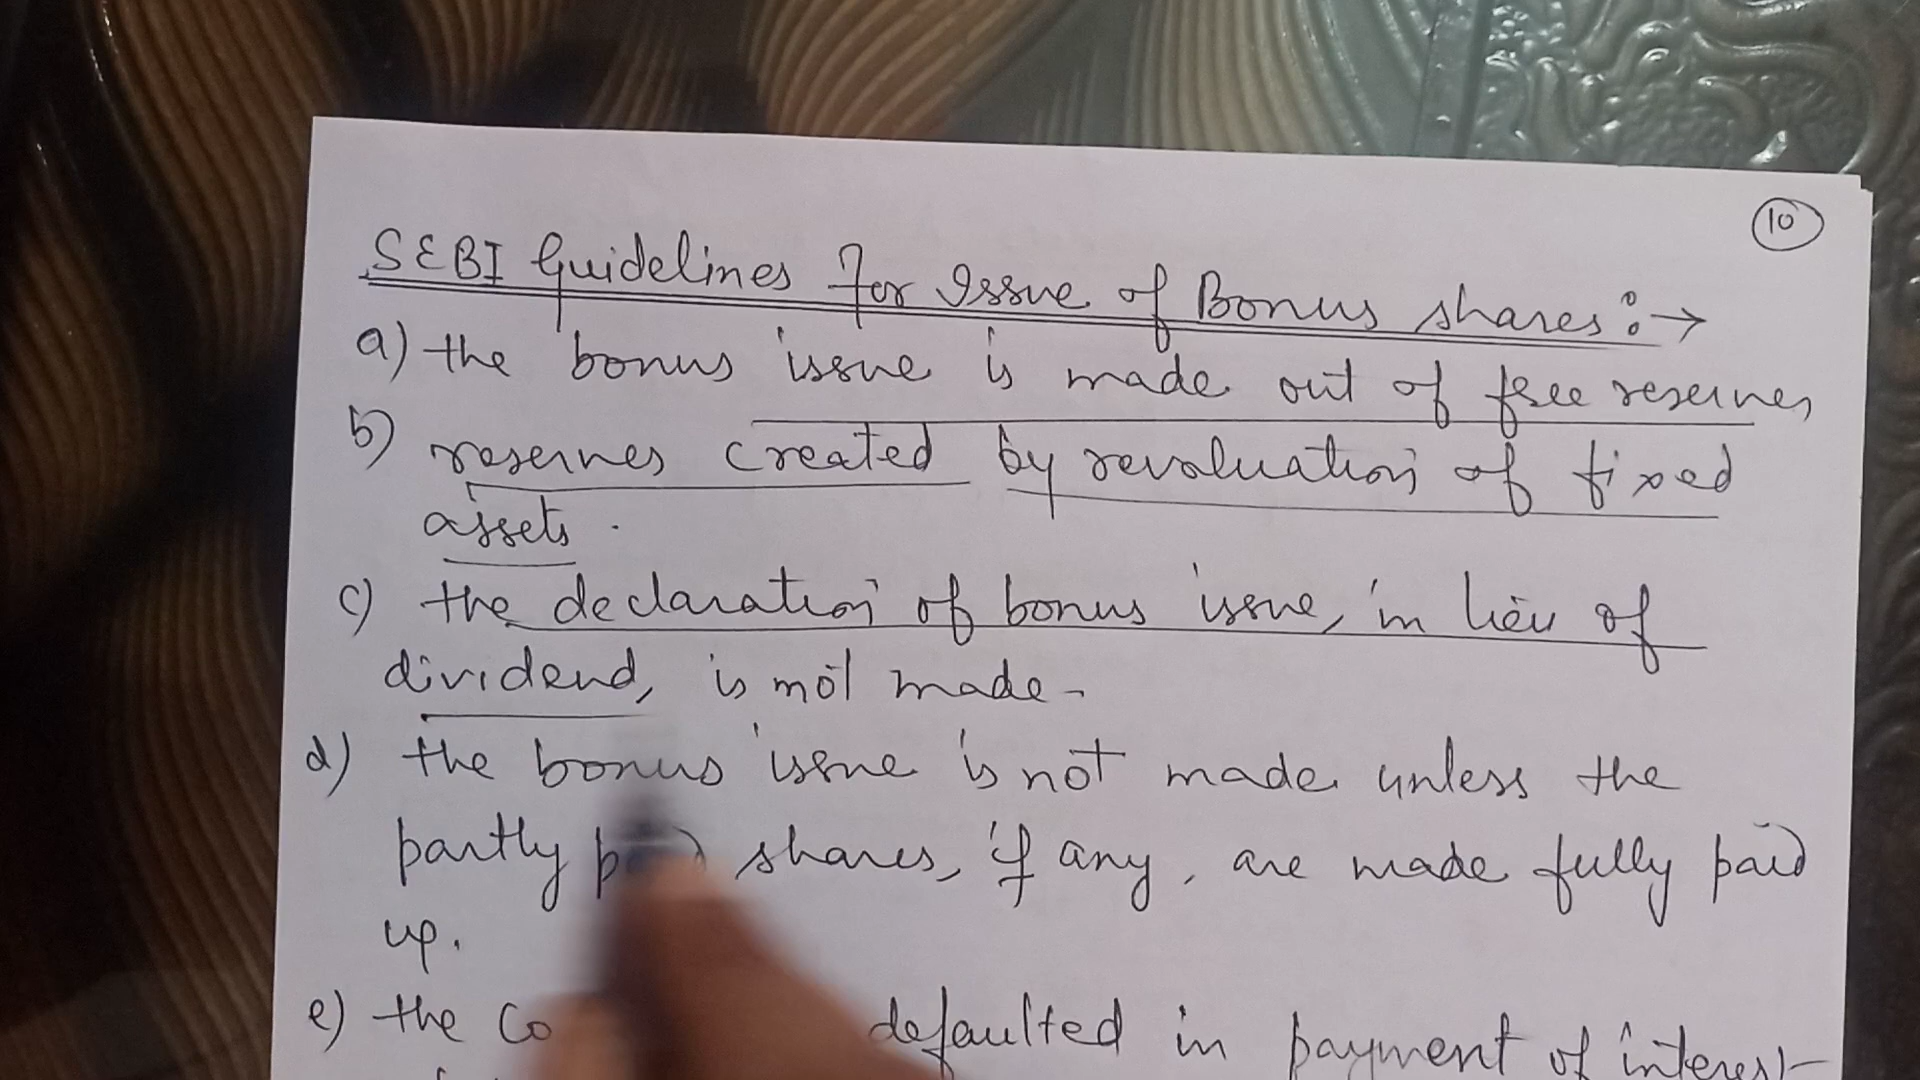 10
SEBI Guidelines For Issue of Bonus shares:→
a) the bonus issue is made out of free reserves
b) reserves created by revaluation of fixed
assets.
c) the declaration of bonus issue, in lieu of
dividend, is not made-
d) the bonus issue is not made unless the
partly shares, if any, are made fully paid
up.
e) the defaulted in payment of interest